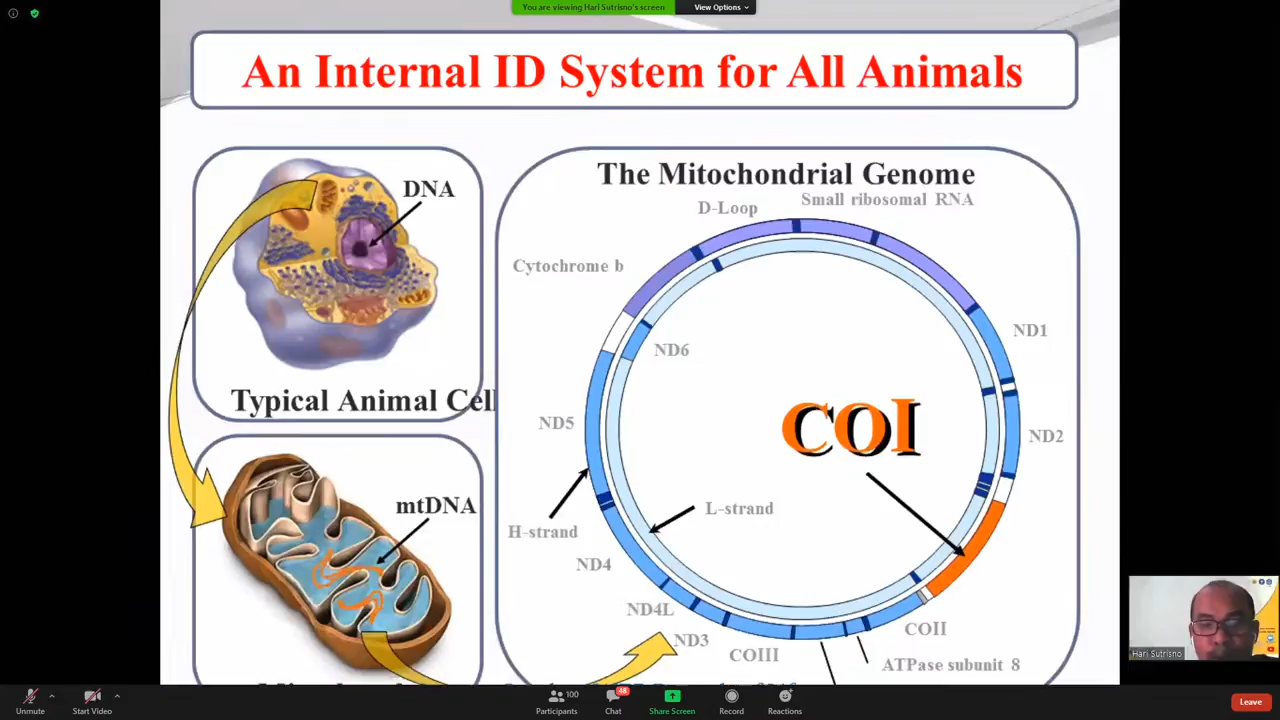 You are viewing Hari Sutrisno's screen
View Options
An Internal ID System for All Animals
DNA
Typical Animal Cell
mtDNA
The Mitochondrial Genome
D-Loop
Small ribosomal RNA
Cytochrome b
ND1
ND6
ND5
COI
ND2
L-strand
H-strand
ND4
ND4L
ND3
COII
COIII
ATPase subunit 8
Hari Sutrisno
Unmute
Start Video
100
Participants
48
Chat
Share Screen
Record
Reactions
Leave